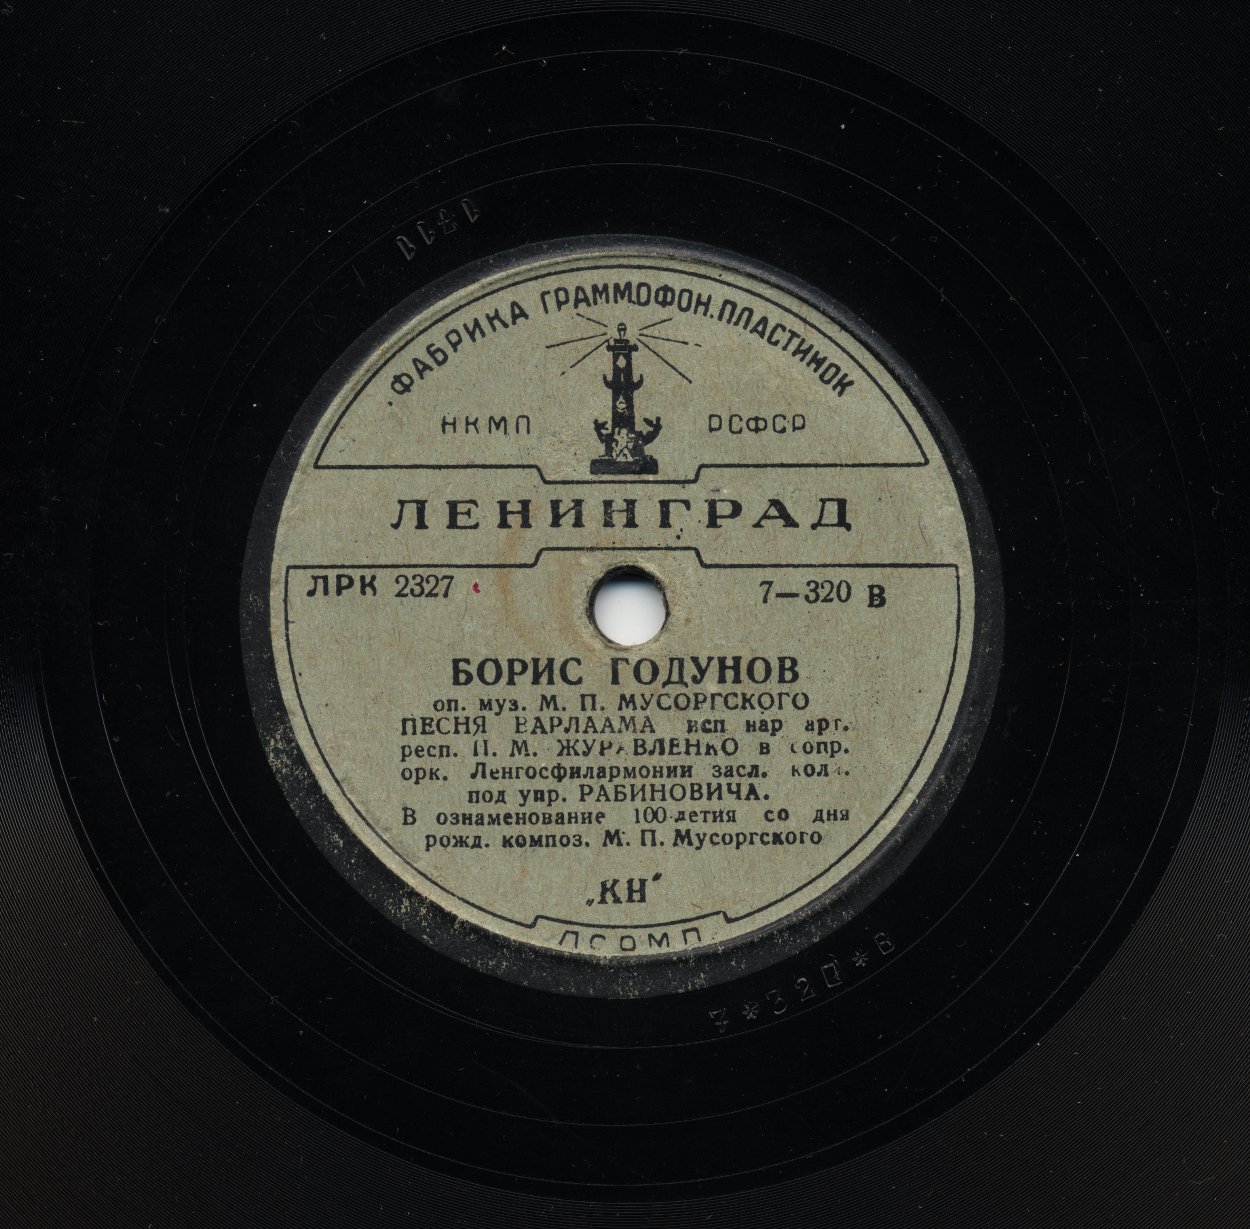 1711
ФАБРИКА ГРАММОФОН. ПЛАСТИНОК
НКМП РСФСР
ЛЕНИНГРАД
ЛРК 2327 7—320 В
БОРИС ГОДУНОВ
оп. муз. М. П. МУСОРГСКОГО
ПЕСНЯ ВАРЛААМА исп нар арт.
респ. П. М. ЖУРАВЛЕНКО в сопр.
орк. Ленгосфилармонии засл. колл.
под упр. РАБИНОВИЧА.
В ознаменование 100-летия со дня
рожд. композ. М. П. Мусоргского
„КН“
ЛСОМП
7*320*В